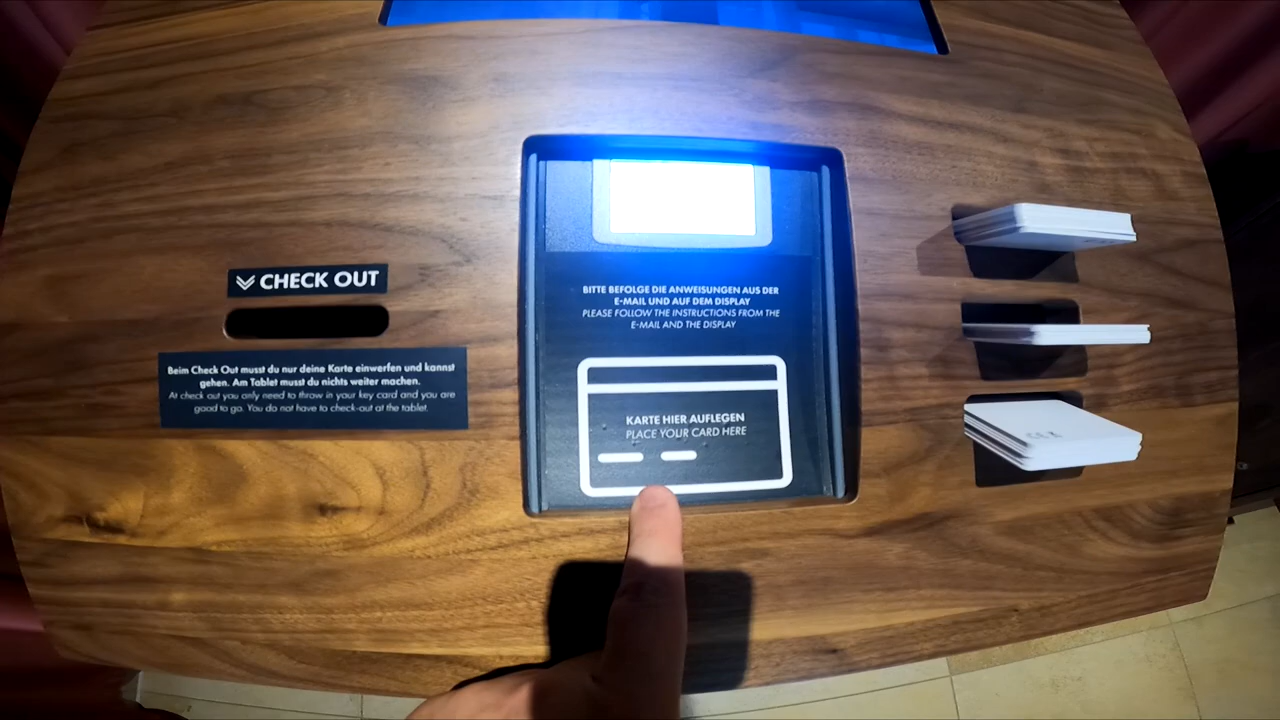 CHECK OUT
Beim Check Out musst du nur deine Karte einwerfen und kannst
gehen. Am Tablet musst du nichts weiter machen.
At check out you only need to throw in your key card and you are
good to go. You do not have to check-out at the tablet.
BITTE BEFOLGE DIE ANWEISUNGEN AUS DER
E-MAIL UND AUF DEM DISPLAY
PLEASE FOLLOW THE INSTRUCTIONS FROM THE
E-MAIL AND THE DISPLAY
KARTE HIER AUFLEGEN
PLACE YOUR CARD HERE